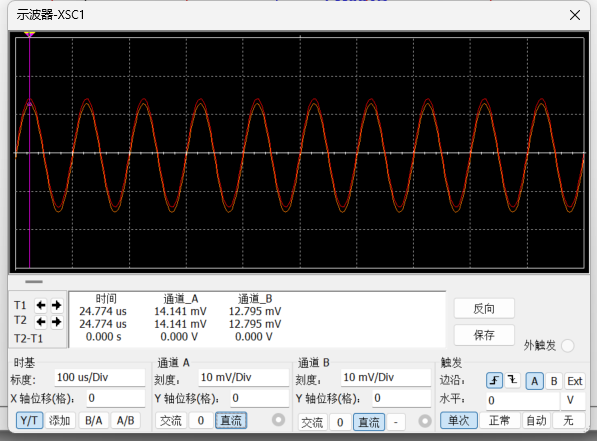 示波器-XSC1
时间 通道_A 通道_B
T1 24.774 us 14.141 mV 12.795 mV
T2 24.774 us 14.141 mV 12.795 mV
T2-T1 0.000 s 0.000 V 0.000 V
反向
保存
外触发
时基
标度： 100 us/Div
X 轴位移(格)： 0
Y/T 添加 B/A A/B
通道 A
刻度： 10 mV/Div
Y 轴位移(格)： 0
交流 0 直流
通道 B
刻度： 10 mV/Div
Y 轴位移(格)： 0
交流 0 直流 -
触发
边沿： A B Ext
水平： 0 V
单次 正常 自动 无